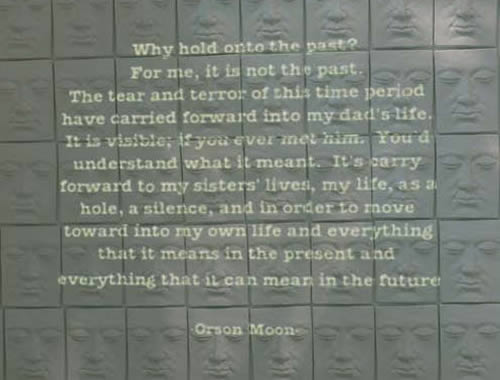 Why hold onto the past?
For me, it is not the past.
The tear and terror of this time period
have carried forward into my dad's life.
It is visible; if you ever met him. You'd
understand what it meant. It's carry
forward to my sisters' lives, my life, as a
hole, a silence, and in order to move
toward into my own life and everything
that it means in the present and
everything that it can mean in the future
-Orson Moon-